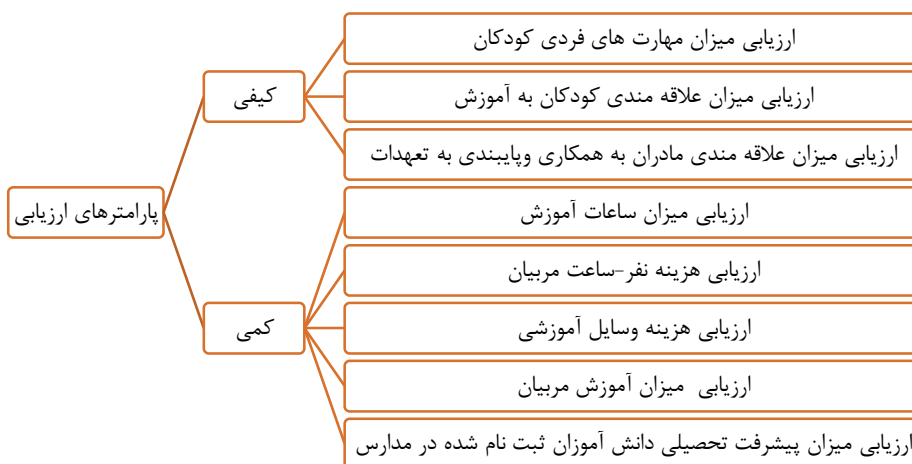 پارامترهای ارزیابی
کیفی
ارزیابی میزان مهارت های فردی کودکان
ارزیابی میزان علاقه مندی کودکان به آموزش
ارزیابی میزان علاقه مندی مادران به همکاری وپایبندی به تعهدات
کمی
ارزیابی میزان ساعات آموزش
ارزیابی هزینه نفر-ساعت مربیان
ارزیابی هزینه وسایل آموزشی
ارزیابی میزان آموزش مربیان
ارزیابی میزان پیشرفت تحصیلی دانش آموزان ثبت نام شده در مدارس